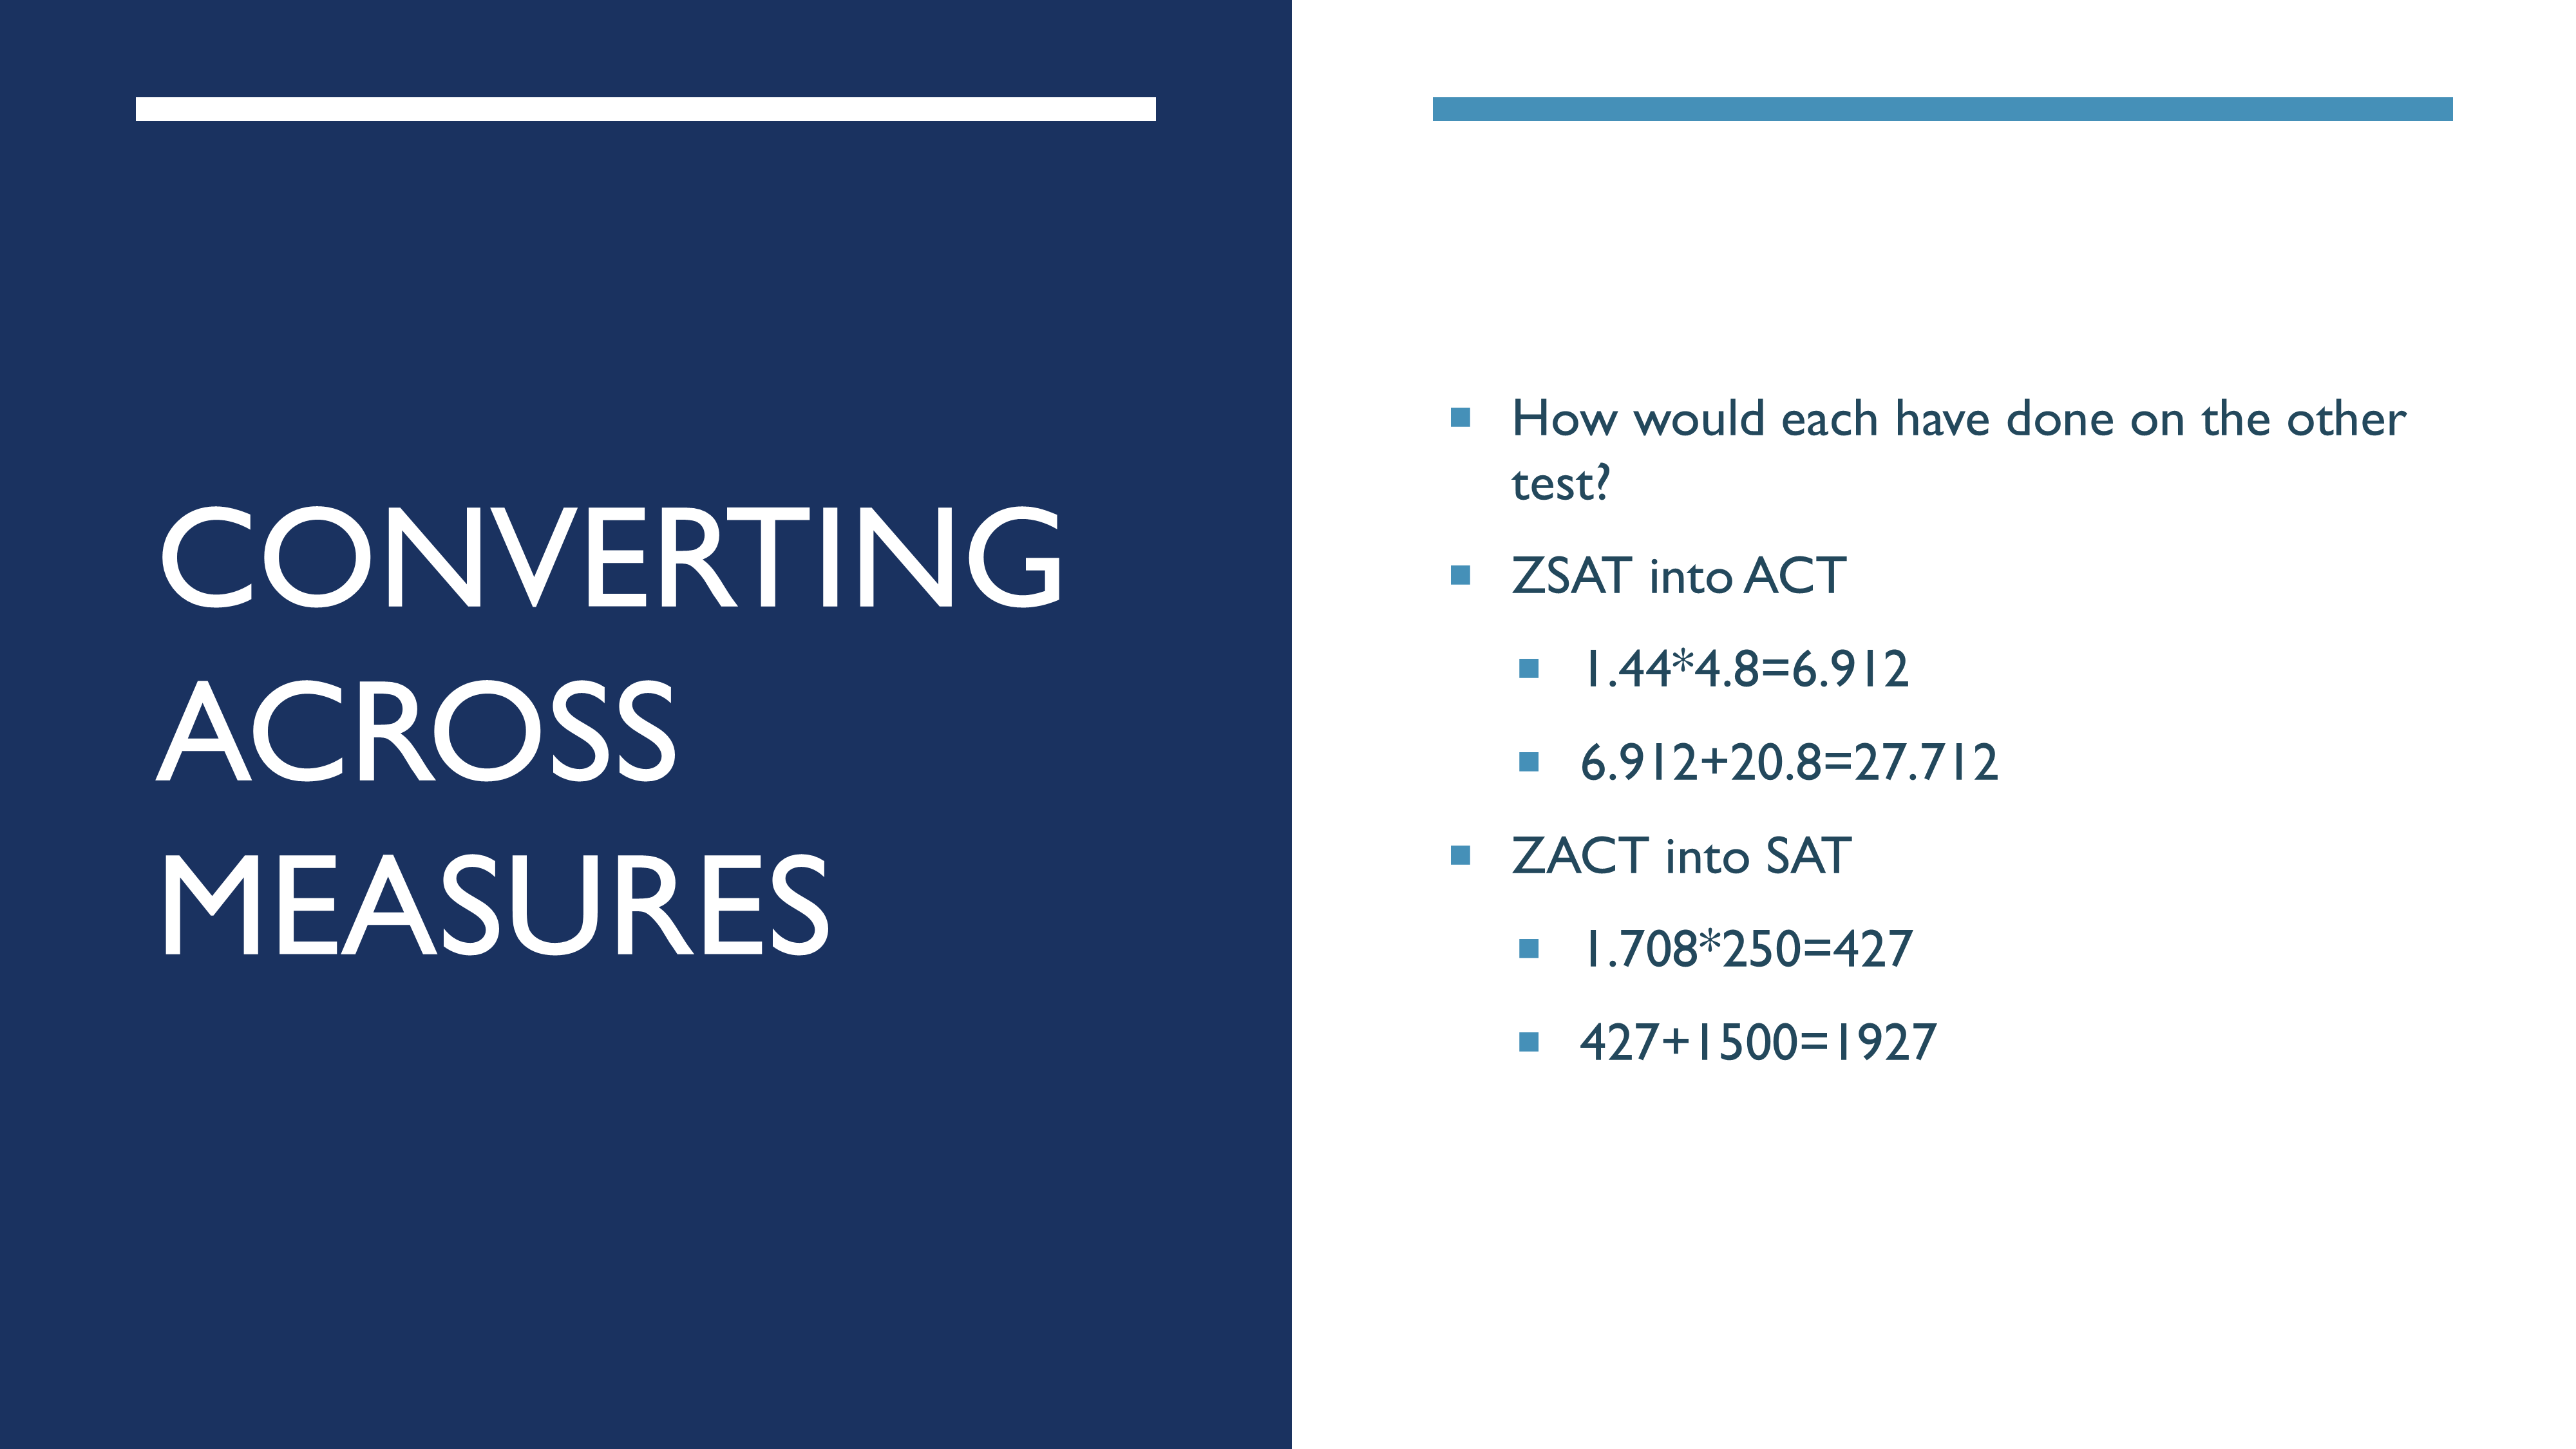 CONVERTING
ACROSS
MEASURES
How would each have done on the other
test?
ZSAT into ACT
1.44*4.8=6.912
6.912+20.8=27.712
ZACT into SAT
1.708*250=427
427+1500=1927